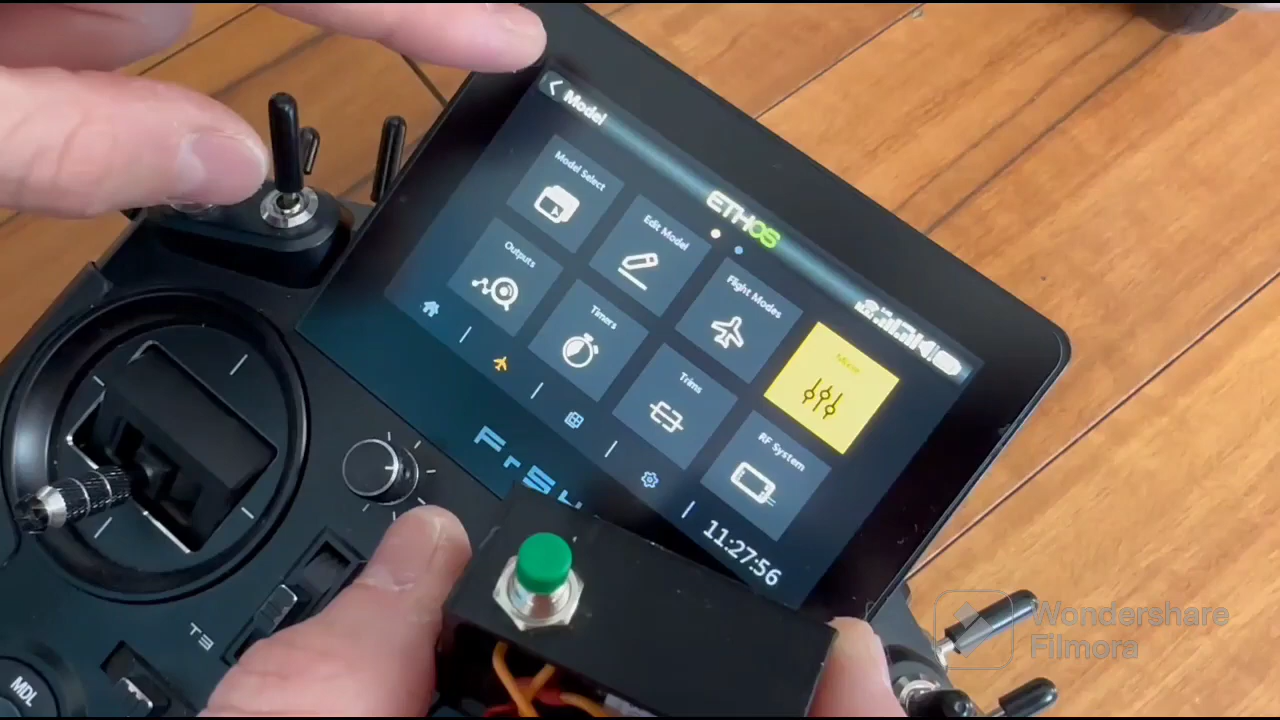 Model
ETHOS
Model Select
Edit Model
Flight Modes
Mixes
Outputs
Timers
Trims
RF System
11:27:56
FrSky
T3
MDL
Wondershare
Filmora